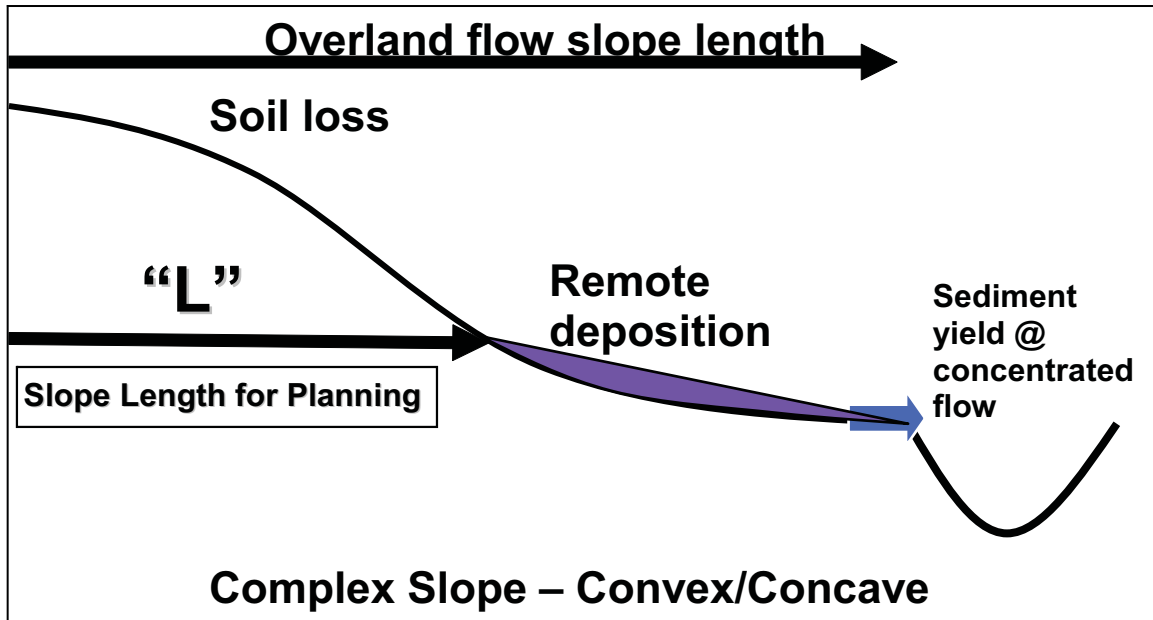 Overland flow slope length
Soil loss
“L”
Slope Length for Planning
Remote
deposition
Sediment
yield @
concentrated
flow
Complex Slope – Convex/Concave